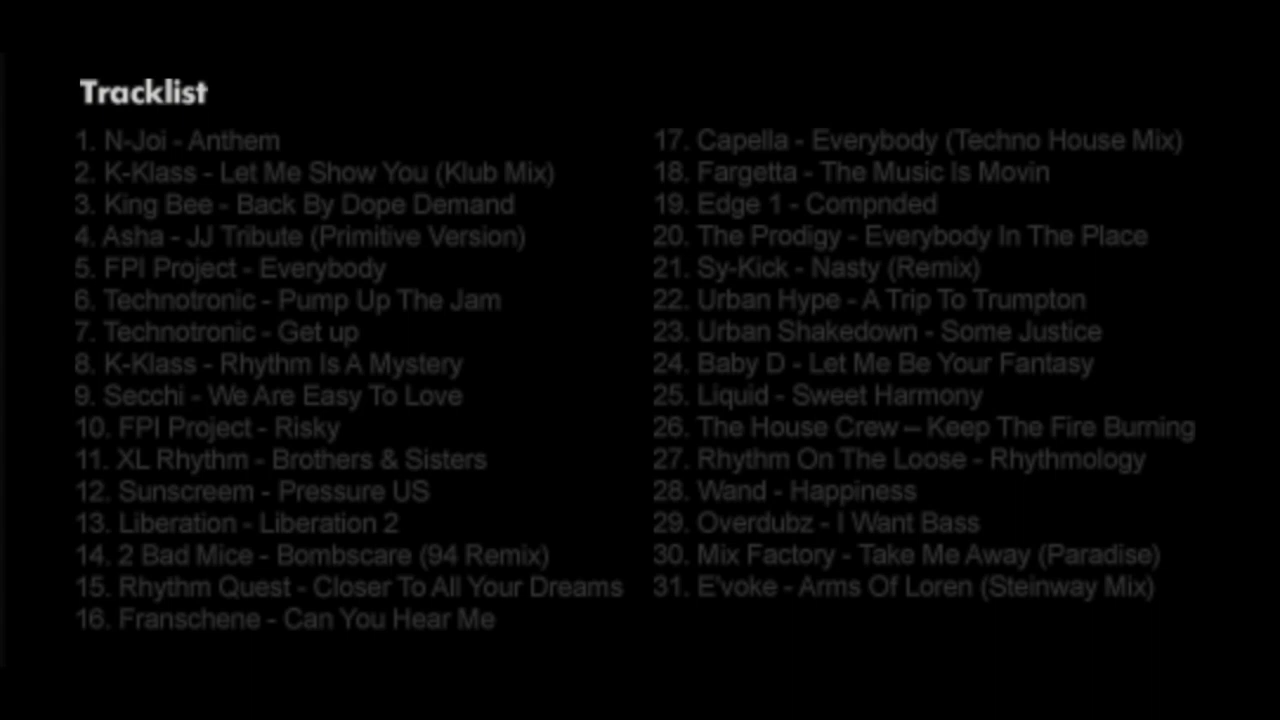 Tracklist
1. N-Joi - Anthem
2. K-Klass - Let Me Show You (Klub Mix)
3. King Bee - Back By Dope Demand
4. Asha - JJ Tribute (Primitive Version)
5. FPI Project - Everybody
6. Technotronic - Pump Up The Jam
7. Technotronic - Get up
8. K-Klass - Rhythm Is A Mystery
9. Secchi - We Are Easy To Love
10. FPI Project - Risky
11. XL Rhythm - Brothers & Sisters
12. Sunscreem - Pressure US
13. Liberation - Liberation 2
14. 2 Bad Mice - Bombscare (94 Remix)
15. Rhythm Quest - Closer To All Your Dreams
16. Franschene - Can You Hear Me
17. Capella - Everybody (Techno House Mix)
18. Fargetta - The Music Is Movin
19. Edge 1 - Compnded
20. The Prodigy - Everybody In The Place
21. Sy-Kick - Nasty (Remix)
22. Urban Hype - A Trip To Trumpton
23. Urban Shakedown - Some Justice
24. Baby D - Let Me Be Your Fantasy
25. Liquid - Sweet Harmony
26. The House Crew – Keep The Fire Burning
27. Rhythm On The Loose - Rhythmology
28. Wand - Happiness
29. Overdubz - I Want Bass
30. Mix Factory - Take Me Away (Paradise)
31. E'voke - Arms Of Loren (Steinway Mix)